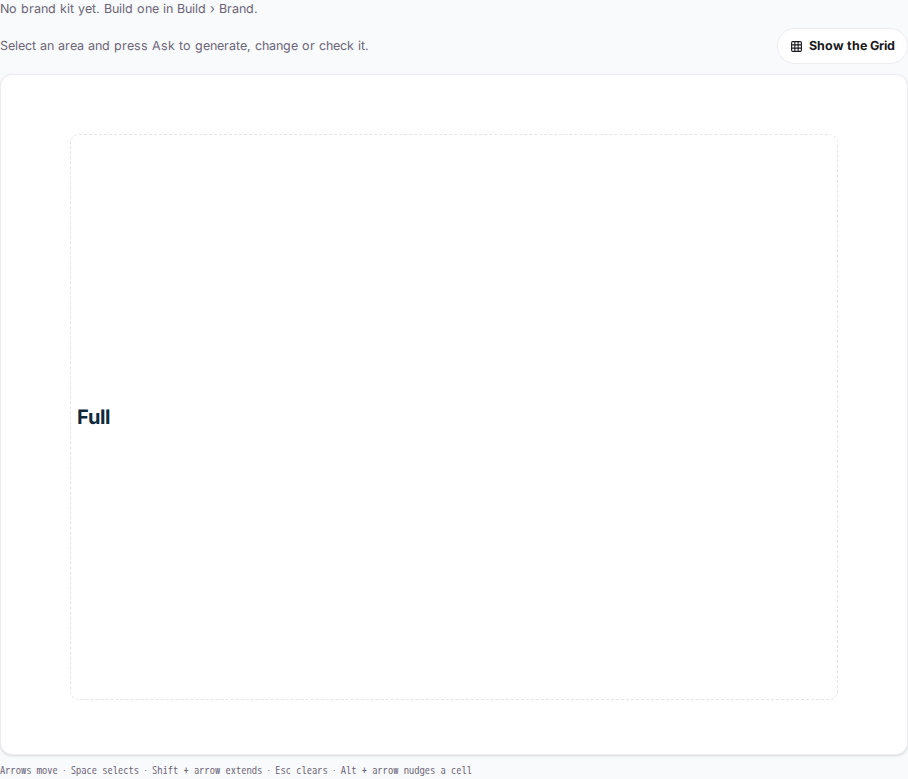 No brand kit yet. Build one in Build › Brand.
Select an area and press Ask to generate, change or check it.
Show the Grid
Full
Arrows move · Space selects · Shift + arrow extends · Esc clears · Alt + arrow nudges a cell